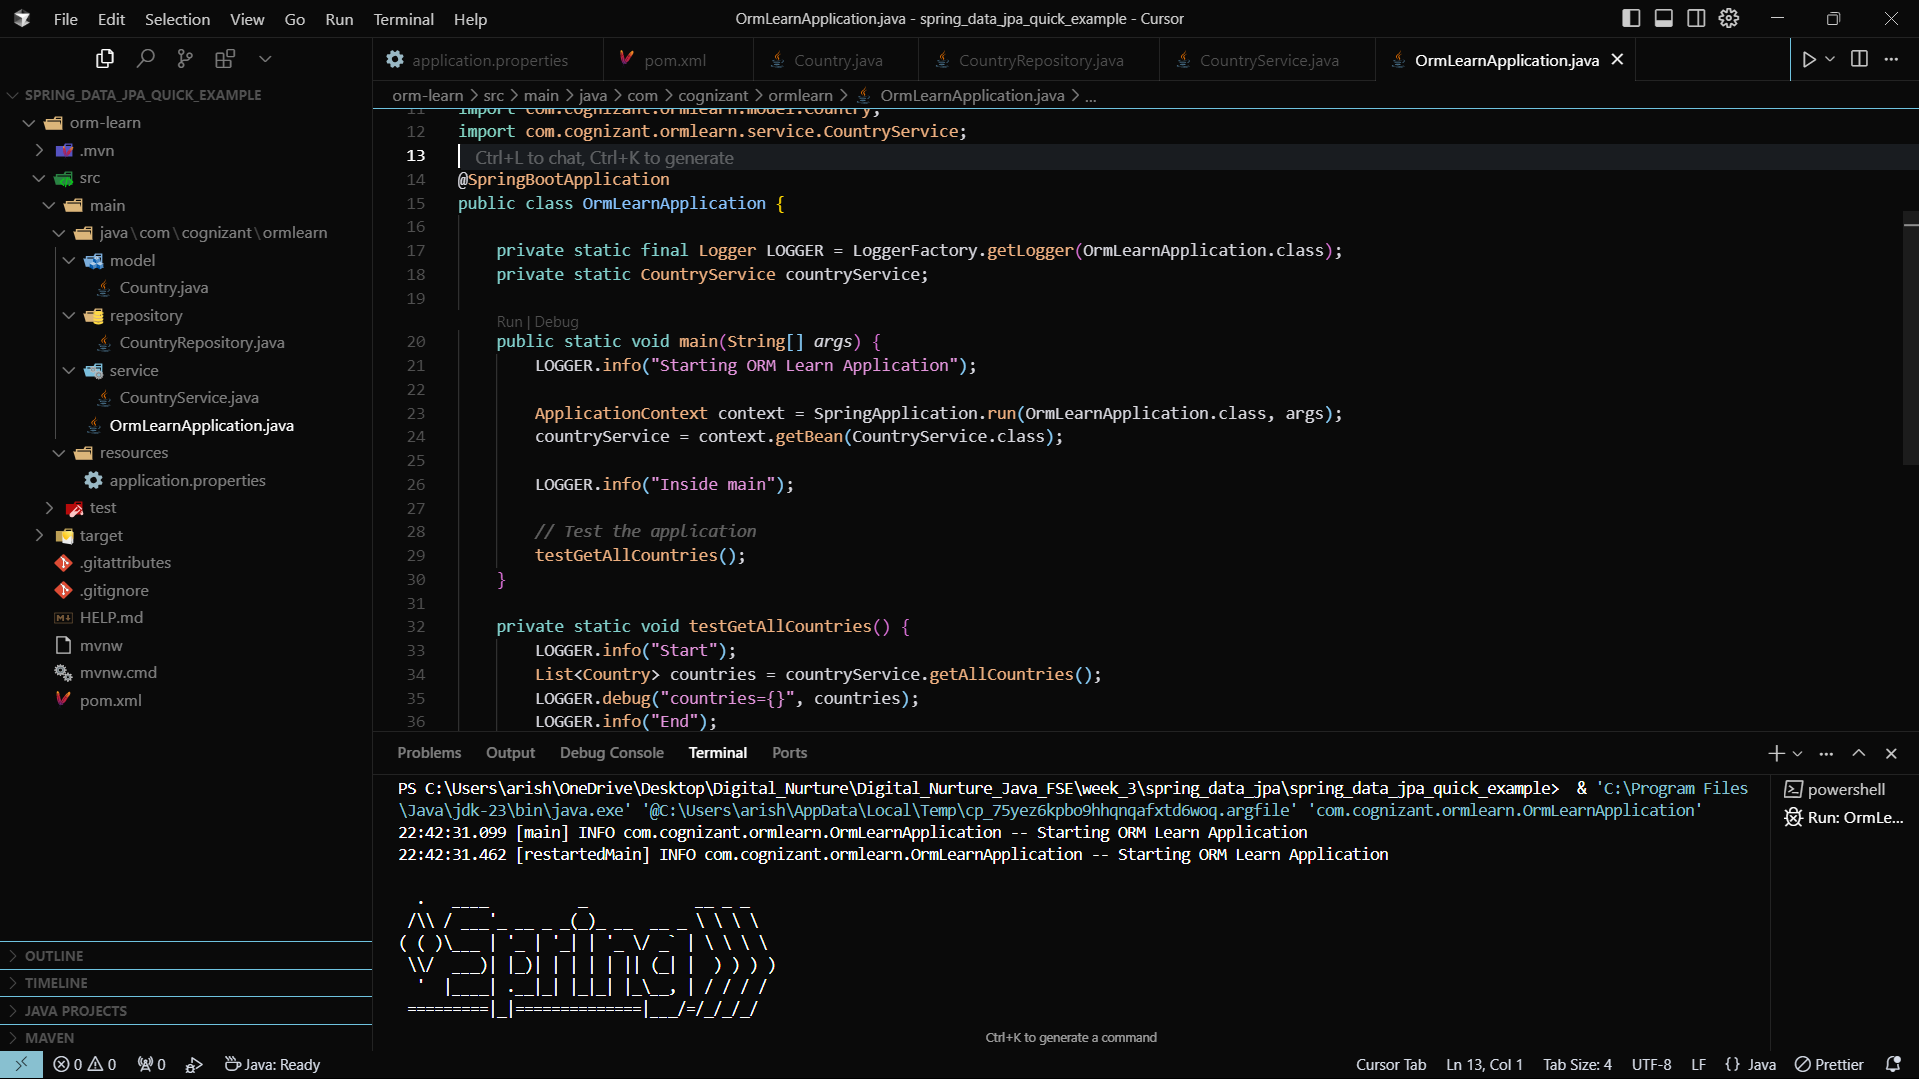 File Edit Selection View Go Run Terminal Help
OrmLearnApplication.java - spring_data_jpa_quick_example - Cursor
application.properties
pom.xml
Country.java
CountryRepository.java
CountryService.java
OrmLearnApplication.java
SPRING_DATA_JPA_QUICK_EXAMPLE
orm-learn
.mvn
src
main
java\com\cognizant\ormlearn
model
Country.java
repository
CountryRepository.java
service
CountryService.java
OrmLearnApplication.java
resources
application.properties
test
target
.gitattributes
.gitignore
HELP.md
mvnw
mvnw.cmd
pom.xml
OUTLINE
TIMELINE
JAVA PROJECTS
MAVEN
orm-learn > src > main > java > com > cognizant > ormlearn > OrmLearnApplication.java > ...
11 import com.cognizant.ormlearn.model.Country;
12 import com.cognizant.ormlearn.service.CountryService;
13 Ctrl+L to chat, Ctrl+K to generate
14 @SpringBootApplication
15 public class OrmLearnApplication {
16
17 private static final Logger LOGGER = LoggerFactory.getLogger(OrmLearnApplication.class);
18 private static CountryService countryService;
19
Run | Debug
20 public static void main(String[] args) {
21 LOGGER.info("Starting ORM Learn Application");
22
23 ApplicationContext context = SpringApplication.run(OrmLearnApplication.class, args);
24 countryService = context.getBean(CountryService.class);
25
26 LOGGER.info("Inside main");
27
28 // Test the application
29 testGetAllCountries();
30 }
31
32 private static void testGetAllCountries() {
33 LOGGER.info("Start");
34 List<Country> countries = countryService.getAllCountries();
35 LOGGER.debug("countries={}", countries);
36 LOGGER.info("End");
Problems Output Debug Console Terminal Ports
PS C:\Users\arish\OneDrive\Desktop\Digital_Nurture\Digital_Nurture_Java_FSE\week_3\spring_data_jpa\spring_data_jpa_quick_example> & 'C:\Program Files
\Java\jdk-23\bin\java.exe' '@C:\Users\arish\AppData\Local\Temp\cp_75yez6kpbo9hhqnqafxtd6woq.argfile' 'com.cognizant.ormlearn.OrmLearnApplication'
22:42:31.099 [main] INFO com.cognizant.ormlearn.OrmLearnApplication -- Starting ORM Learn Application
22:42:31.462 [restartedMain] INFO com.cognizant.ormlearn.OrmLearnApplication -- Starting ORM Learn Application
Spring
powershell
Run: OrmLe...
Ctrl+K to generate a command
0 0 0 Java: Ready
Cursor Tab Ln 13, Col 1 Tab Size: 4 UTF-8 LF {} Java Prettier